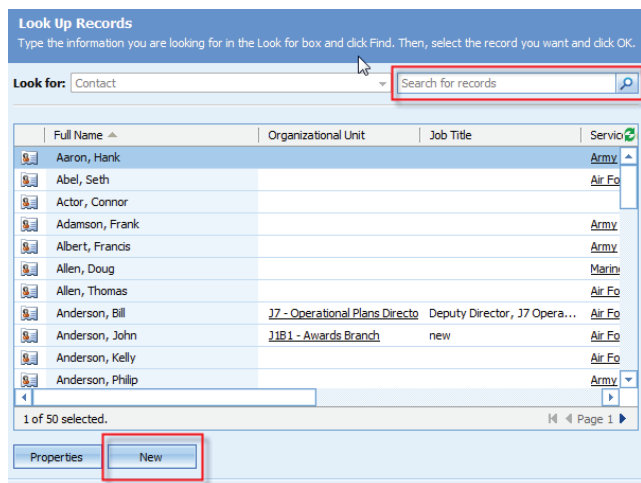 Look Up Records
Type the information you are looking for in the Look for box and click Find. Then, select the record you want and click OK.
Look for: Contact Search for records
Full Name Organizational Unit Job Title Servic
Aaron, Hank Army
Abel, Seth Air Fo
Actor, Connor
Adamson, Frank Army
Albert, Francis Army
Allen, Doug Marin
Allen, Thomas Air Fo
Anderson, Bill J7 - Operational Plans Directo Deputy Director, J7 Opera... Air Fo
Anderson, John J1B1 - Awards Branch new Air Fo
Anderson, Kelly Air Fo
Anderson, Philip Army
1 of 50 selected. Page 1
Properties New